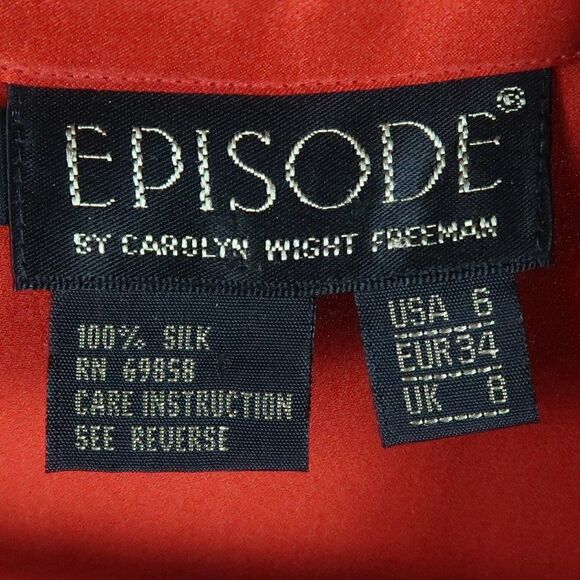 EPISODE®
BY CAROLYN WIGHT FREEMAN
100% SILK
RN 69858
CARE INSTRUCTION
SEE REVERSE
USA 6
EUR 34
UK 8